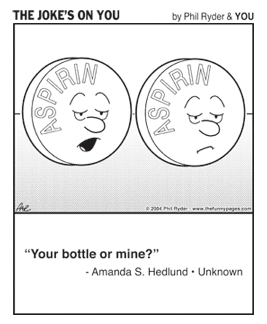 THE JOKE'S ON YOU by Phil Ryder & YOU
ASPIRIN ASPIRIN
© 2004 Phil Ryder · www.thefunnypages.com
“Your bottle or mine?”
- Amanda S. Hedlund • Unknown